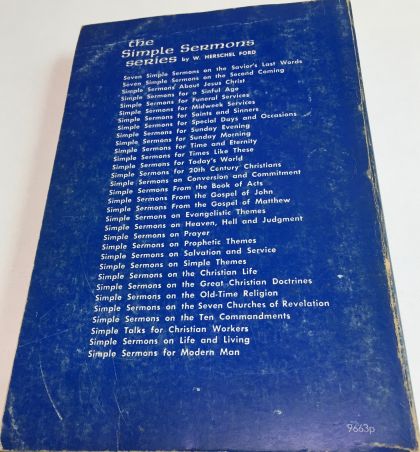 the
Simple Sermons
series by W. HERSCHEL FORD
Seven Simple Sermons on the Savior's Last Words
Seven Simple Sermons on the Second Coming
Simple Sermons About Jesus Christ
Simple Sermons for a Sinful Age
Simple Sermons for Funeral Services
Simple Sermons for Midweek Services
Simple Sermons for Saints and Sinners
Simple Sermons for Special Days and Occasions
Simple Sermons for Sunday Evening
Simple Sermons for Sunday Morning
Simple Sermons for Time and Eternity
Simple Sermons for Times Like These
Simple Sermons for Today's World
Simple Sermons for 20th Century Christians
Simple Sermons on Conversion and Commitment
Simple Sermons From the Book of Acts
Simple Sermons From the Gospel of John
Simple Sermons From the Gospel of Matthew
Simple Sermons on Evangelistic Themes
Simple Sermons on Heaven, Hell and Judgment
Simple Sermons on Prayer
Simple Sermons on Prophetic Themes
Simple Sermons on Salvation and Service
Simple Sermons on Simple Themes
Simple Sermons on the Christian Life
Simple Sermons on the Great Christian Doctrines
Simple Sermons on the Old-Time Religion
Simple Sermons on the Seven Churches of Revelation
Simple Sermons on the Ten Commandments
Simple Talks for Christian Workers
Simple Sermons on Life and Living
Simple Sermons for Modern Man
9663p